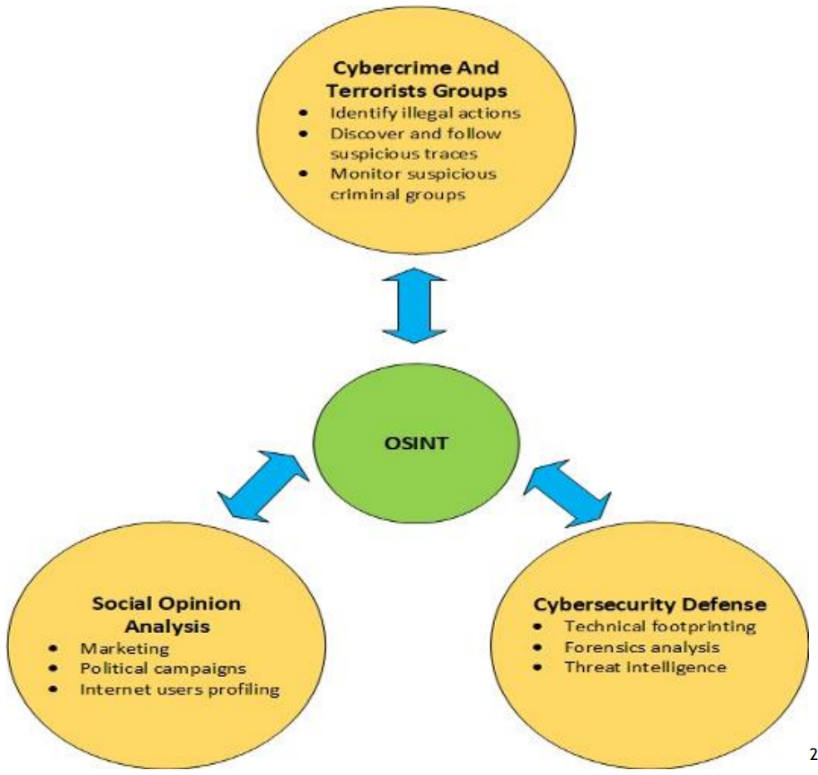 Cybercrime And
Terrorists Groups
• Identify illegal actions
• Discover and follow
suspicious traces
• Monitor suspicious
criminal groups
OSINT
Social Opinion
Analysis
• Marketing
• Political campaigns
• Internet users profiling
Cybersecurity Defense
• Technical footprinting
• Forensics analysis
• Threat intelligence
2